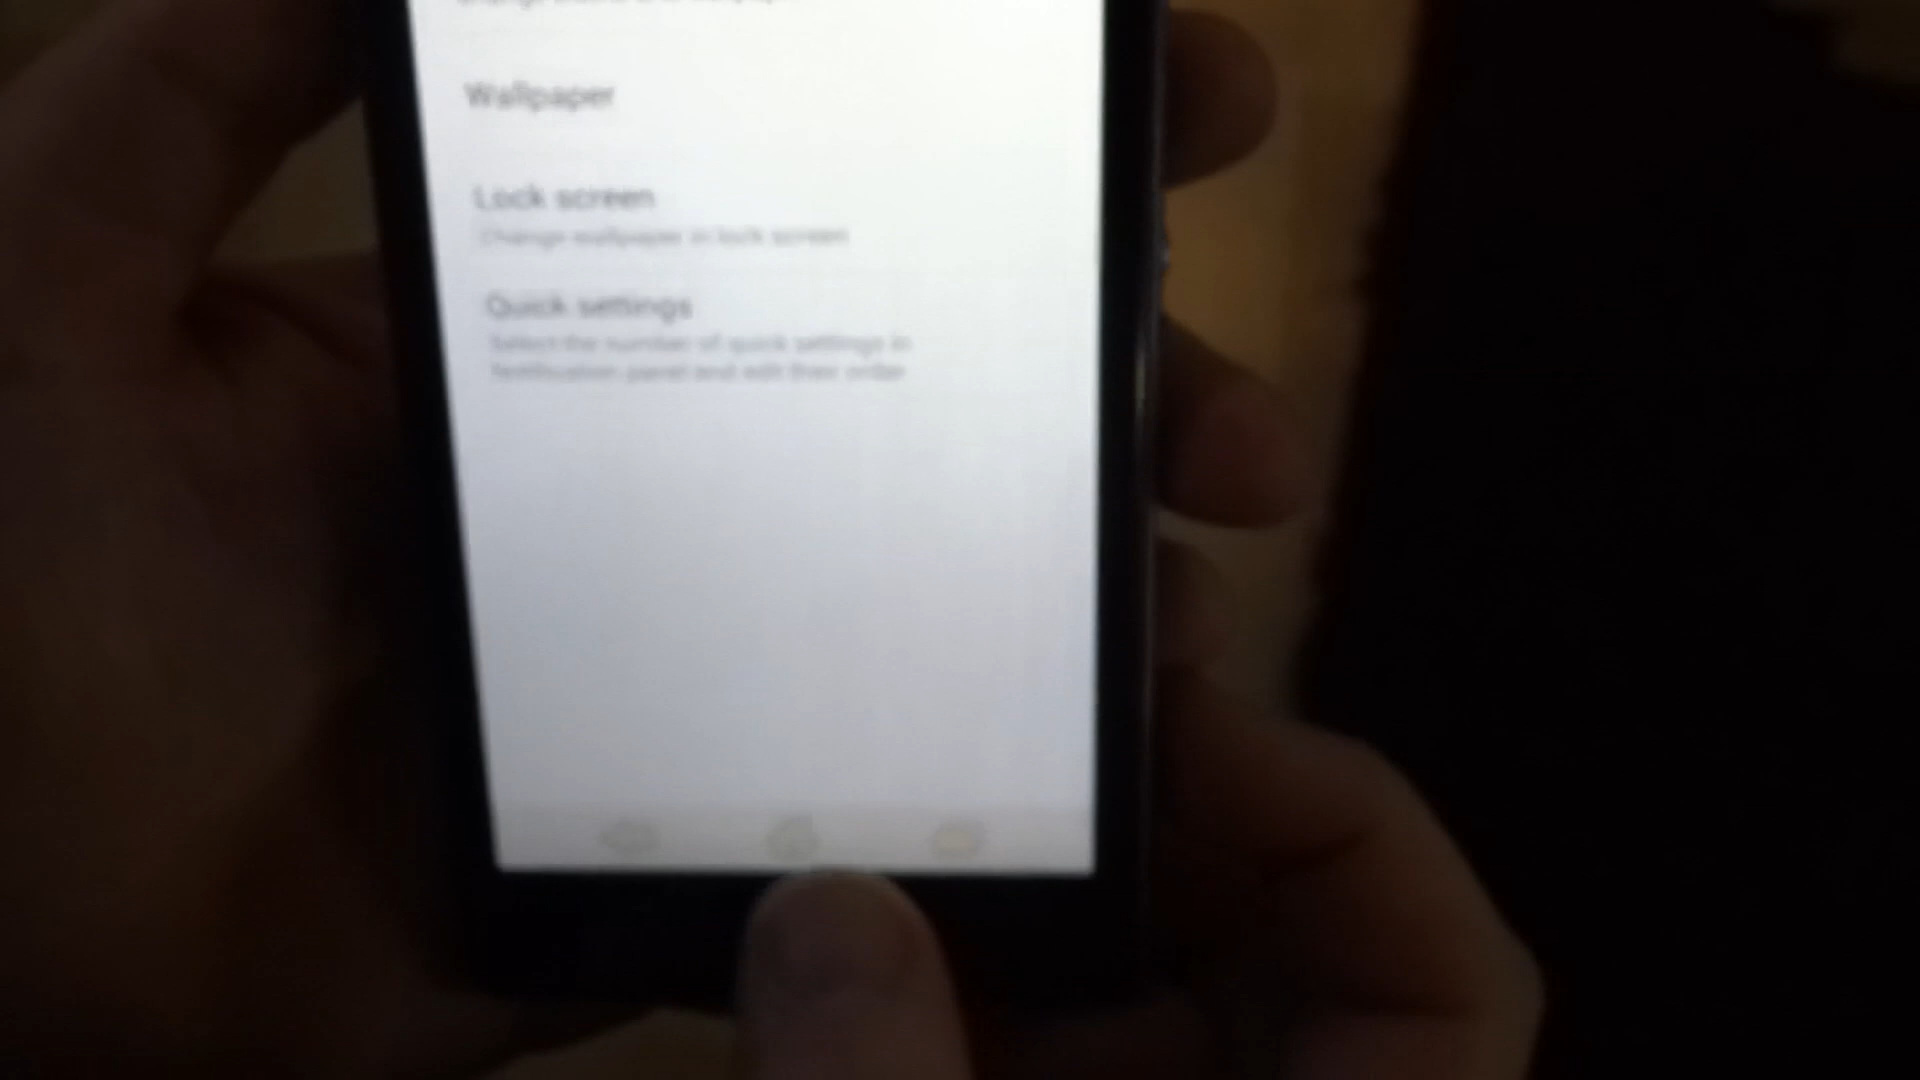 Wallpaper
Lock screen
Change wallpaper in lock screen
Quick settings
Select the number of quick settings in
Notification panel and edit their order